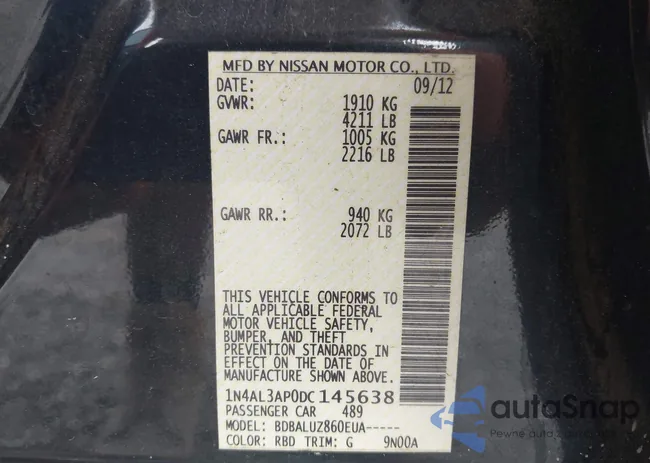 MFD BY NISSAN MOTOR CO., LTD.
DATE: 09/12
GVWR: 1910 KG
4211 LB
GAWR FR.: 1005 KG
2216 LB
GAWR RR.: 940 KG
2072 LB
THIS VEHICLE CONFORMS TO
ALL APPLICABLE FEDERAL
MOTOR VEHICLE SAFETY,
BUMPER, AND THEFT
PREVENTION STANDARDS IN
EFFECT ON THE DATE OF
MANUFACTURE SHOWN ABOVE.
1N4AL3AP0DC145638
PASSENGER CAR 489
MODEL: BDBALUZ860EUA-----
COLOR: RBD TRIM: G 9N00A
autaSnap
Pewne auto z